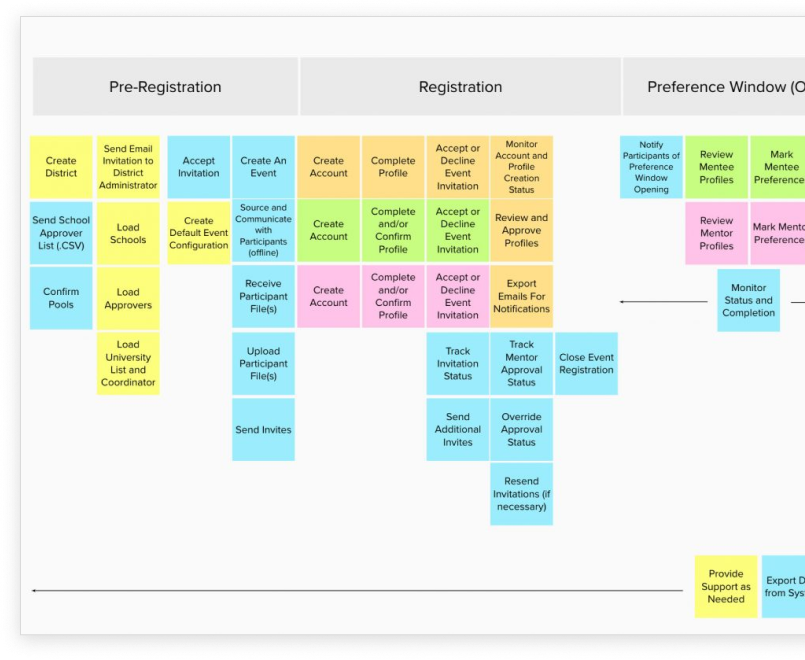 Pre-Registration
Registration
Preference Window (O
Create
District
Send Email
Invitation to
District
Administrator
Accept
Invitation
Create An
Event
Create
Account
Complete
Profile
Accept or
Decline
Event
Invitation
Monitor
Account and
Profile
Creation
Status
Notify
Participants of
Preference
Window
Opening
Review
Mentee
Profiles
Mark
Mentee
Preference
Send School
Approver
List (.CSV)
Load
Schools
Create
Default Event
Configuration
Source and
Communicate
with
Participants
(offline)
Create
Account
Complete
and/or
Confirm
Profile
Accept or
Decline
Event
Invitation
Review and
Approve
Profiles
Review
Mentor
Profiles
Mark Mento
Preference
Confirm
Pools
Load
Approvers
Receive
Participant
File(s)
Create
Account
Complete
and/or
Confirm
Profile
Accept or
Decline
Event
Invitation
Export
Emails For
Notifications
Monitor
Status and
Completion
Load
University
List and
Coordinator
Upload
Participant
File(s)
Track
Invitation
Status
Track
Mentor
Approval
Status
Close Event
Registration
Send Invites
Send
Additional
Invites
Override
Approval
Status
Resend
Invitations (if
necessary)
Provide
Support as
Needed
Export D
from Sys